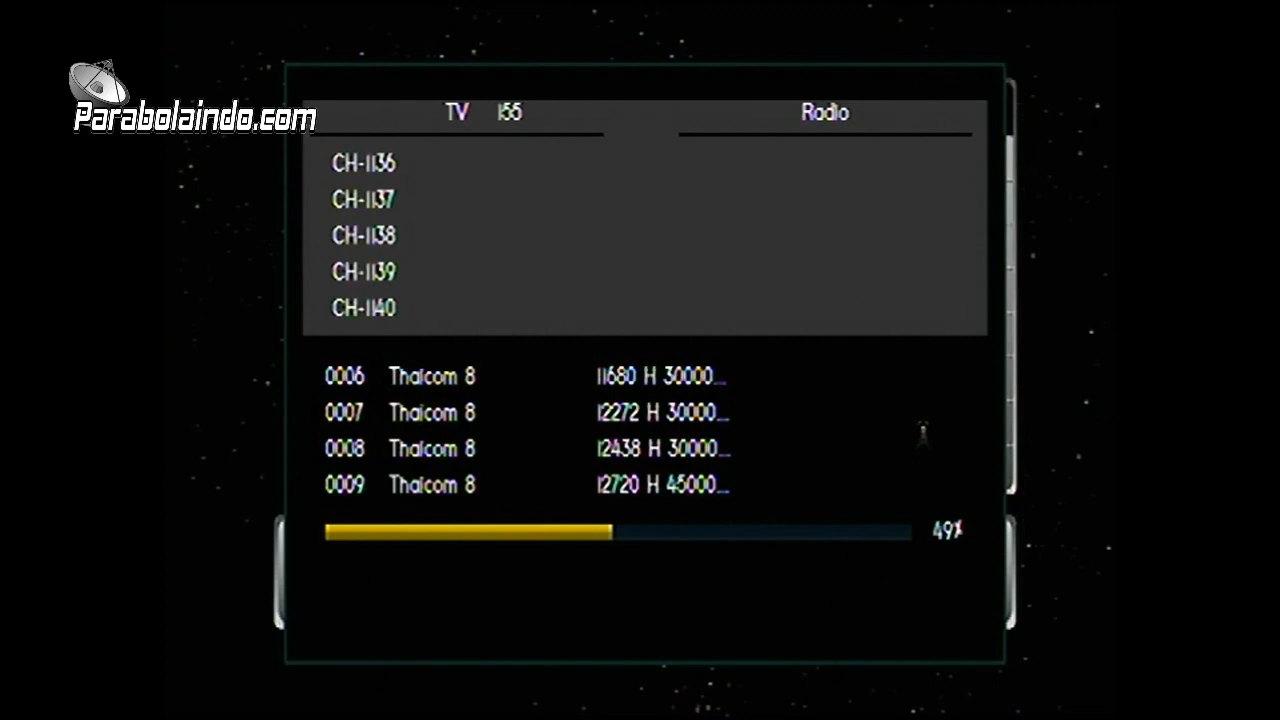 Parabolaindo.com
TV 155 Radio
CH-1136
CH-1137
CH-1138
CH-1139
CH-1140
0006 Thaicom 8 11680 H 30000...
0007 Thaicom 8 12272 H 30000...
0008 Thaicom 8 12438 H 30000...
0009 Thaicom 8 12720 H 45000...
49%